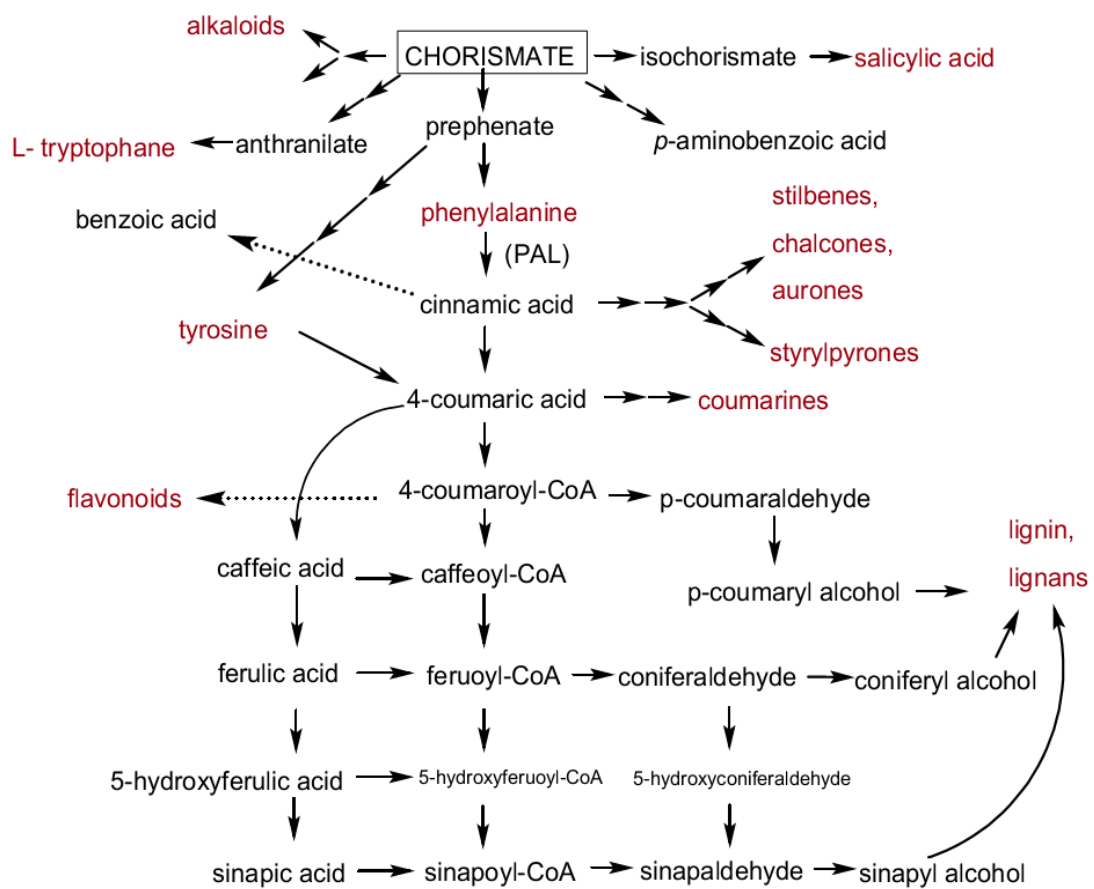 alkaloids
CHORISMATE
isochorismate
salicylic acid
L- tryptophane
anthranilate
prephenate
p-aminobenzoic acid
benzoic acid
phenylalanine
stilbenes,
chalcones,
aurones
styrylpyrones
(PAL)
cinnamic acid
tyrosine
4-coumaric acid
coumarines
flavonoids
4-coumaroyl-CoA
p-coumaraldehyde
lignin,
lignans
caffeic acid
caffeoyl-CoA
p-coumaryl alcohol
ferulic acid
feruoyl-CoA
coniferaldehyde
coniferyl alcohol
5-hydroxyferulic acid
5-hydroxyferuoyl-CoA
5-hydroxyconiferaldehyde
sinapic acid
sinapoyl-CoA
sinapaldehyde
sinapyl alcohol